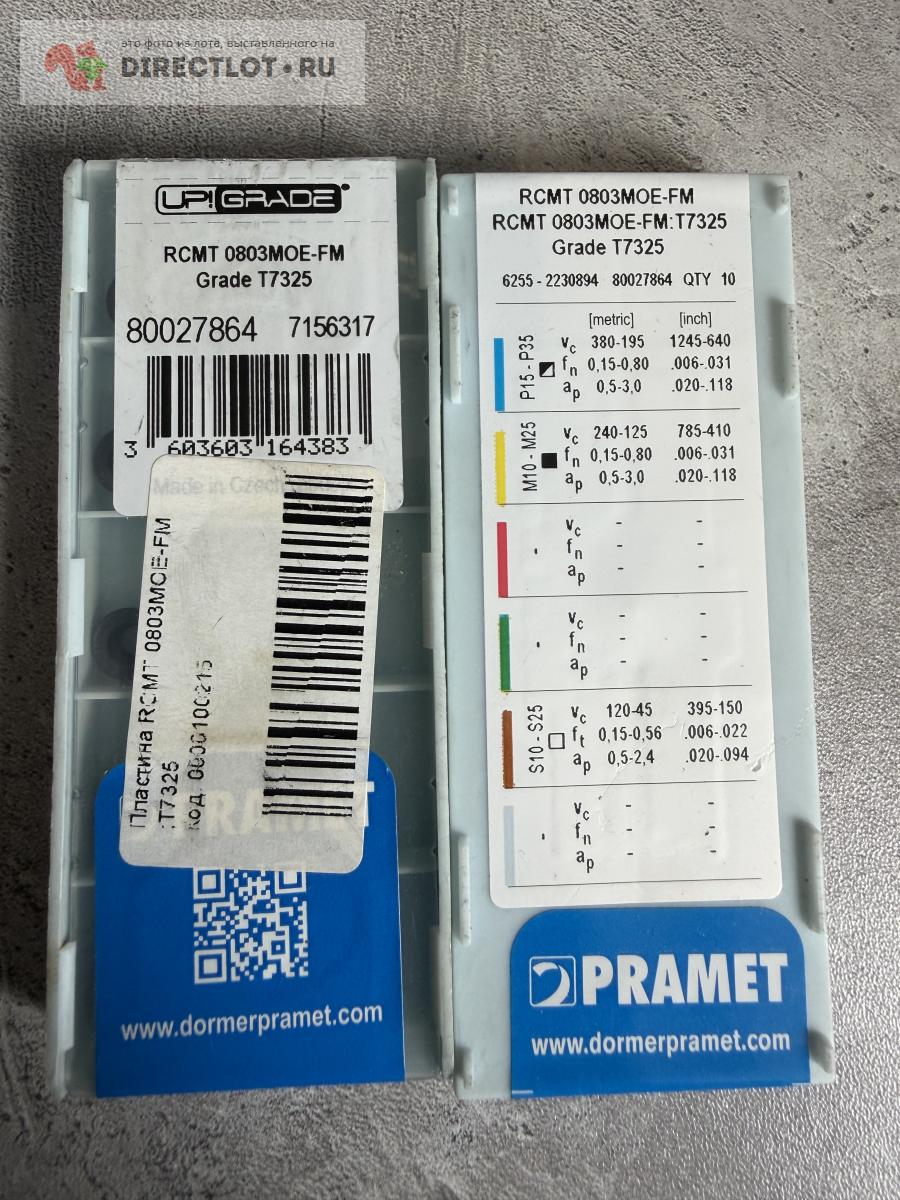 это фото из лота, выставленного на
DIRECTLOT.RU
UP!GRADE
RCMT 0803MOE-FM
Grade T7325
80027864 7156317
3 603603 164383
Made in Czech
Пластина RCMT 0803MOE-FM
:T7325
код: 0000100215
PRAMET
www.dormerpramet.com
RCMT 0803MOE-FM
RCMT 0803MOE-FM:T7325
Grade T7325
6255 - 2230894 80027864 QTY 10
[metric] [inch]
P15 - P35
vc 380-195 1245-640
fn 0,15-0,80 .006-.031
ap 0,5-3,0 .020-.118
M10 - M25
vc 240-125 785-410
fn 0,15-0,80 .006-.031
ap 0,5-3,0 .020-.118
vc - -
fn - -
ap - -
vc - -
fn - -
ap - -
S10 - S25
vc 120-45 395-150
ft 0,15-0,56 .006-.022
ap 0,5-2,4 .020-.094
vc - -
fn - -
ap - -
PRAMET
www.dormerpramet.com